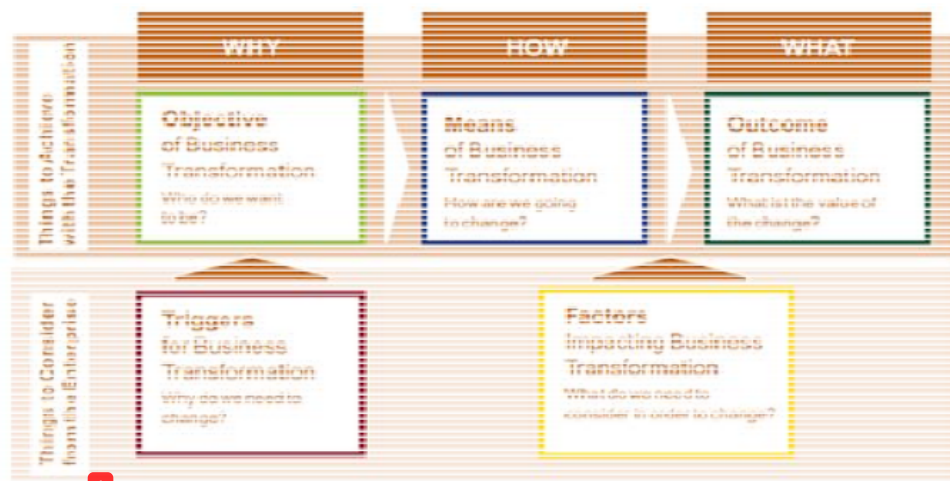 WHY
HOW
WHAT
Things to Achieve
with the Transformation
Objective
of Business
Transformation
Who do we want
to be?
Means
of Business
Transformation
How are we going
to change?
Outcome
of Business
Transformation
What is the value of
the change?
Things to Consider
from the Enterprise
Triggers
for Business
Transformation
Why do we need to
change?
Factors
Impacting Business
Transformation
What do we need to
consider in order to change?